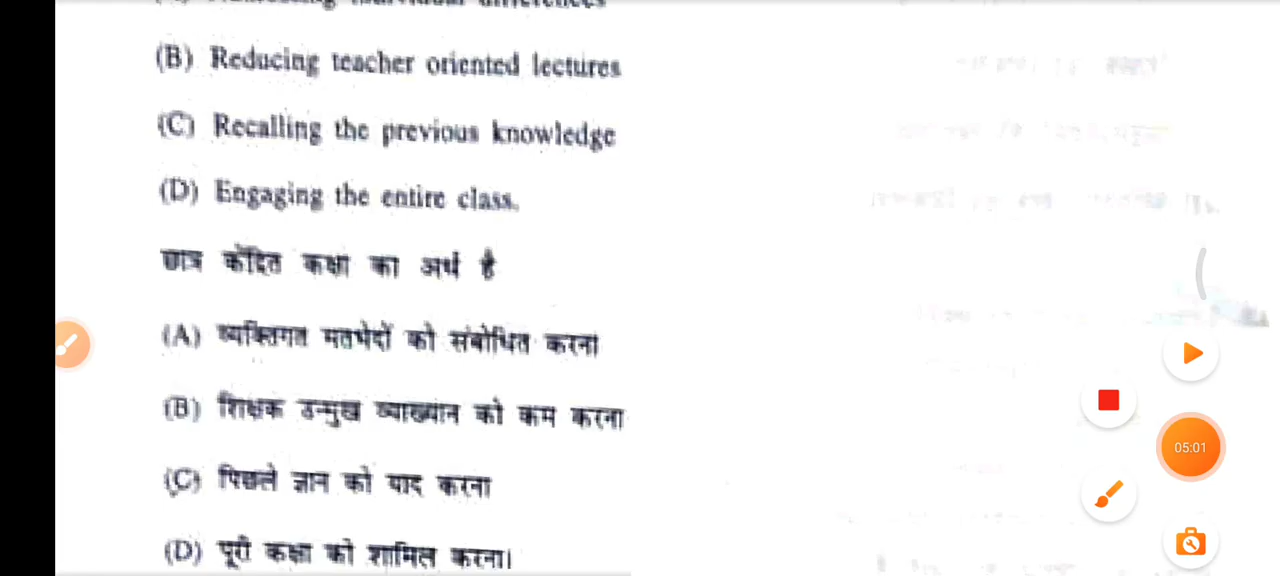 (B) Reducing teacher oriented lectures
(C) Recalling the previous knowledge
(D) Engaging the entire class.
छात्र केंद्रित कक्षा का अर्थ है
(A) व्यक्तिगत मतभेदों को संबोधित करना
(B) शिक्षक उन्मुख व्याख्यान को कम करना
(C) पिछले ज्ञान को याद करना
(D) पूरी कक्षा को शामिल करना।
05:01